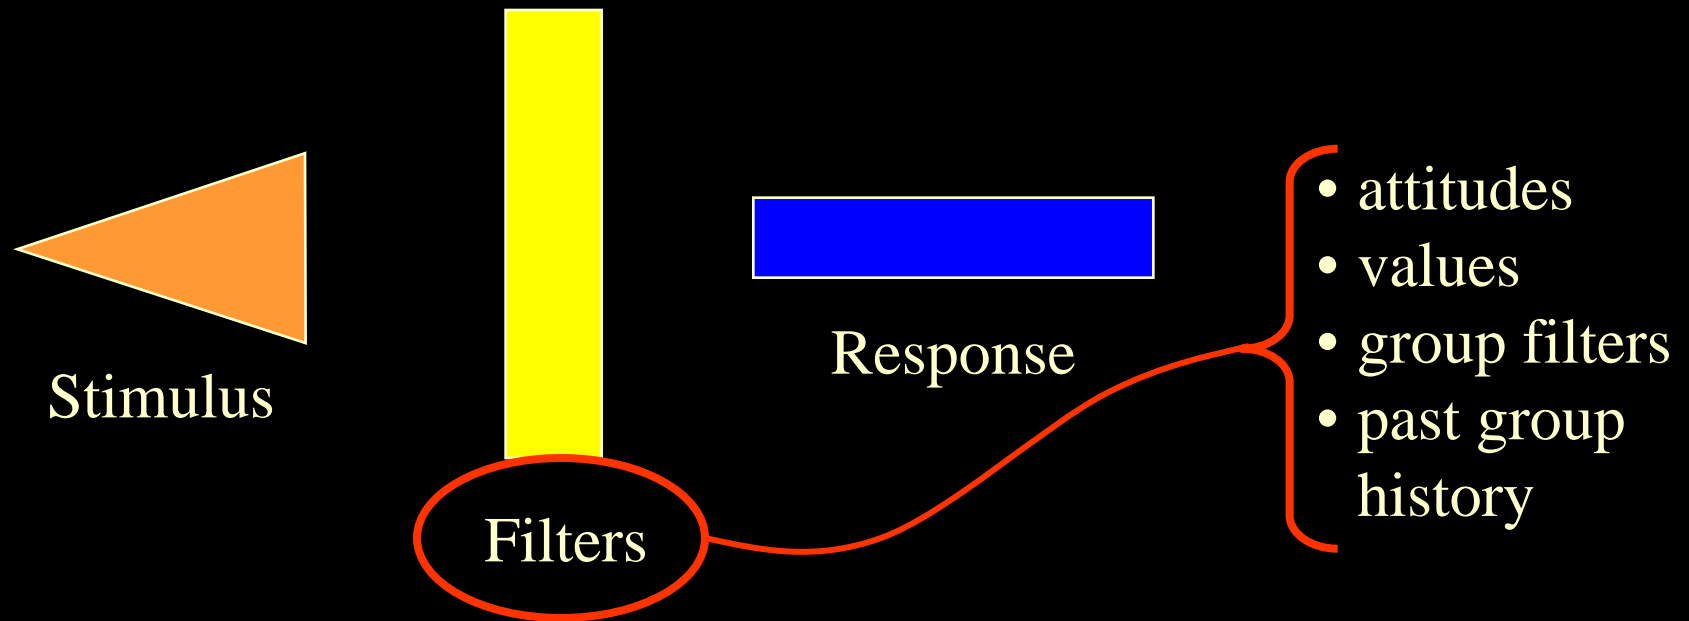 Stimulus
Filters
Response
• attitudes
• values
• group filters
• past group
history